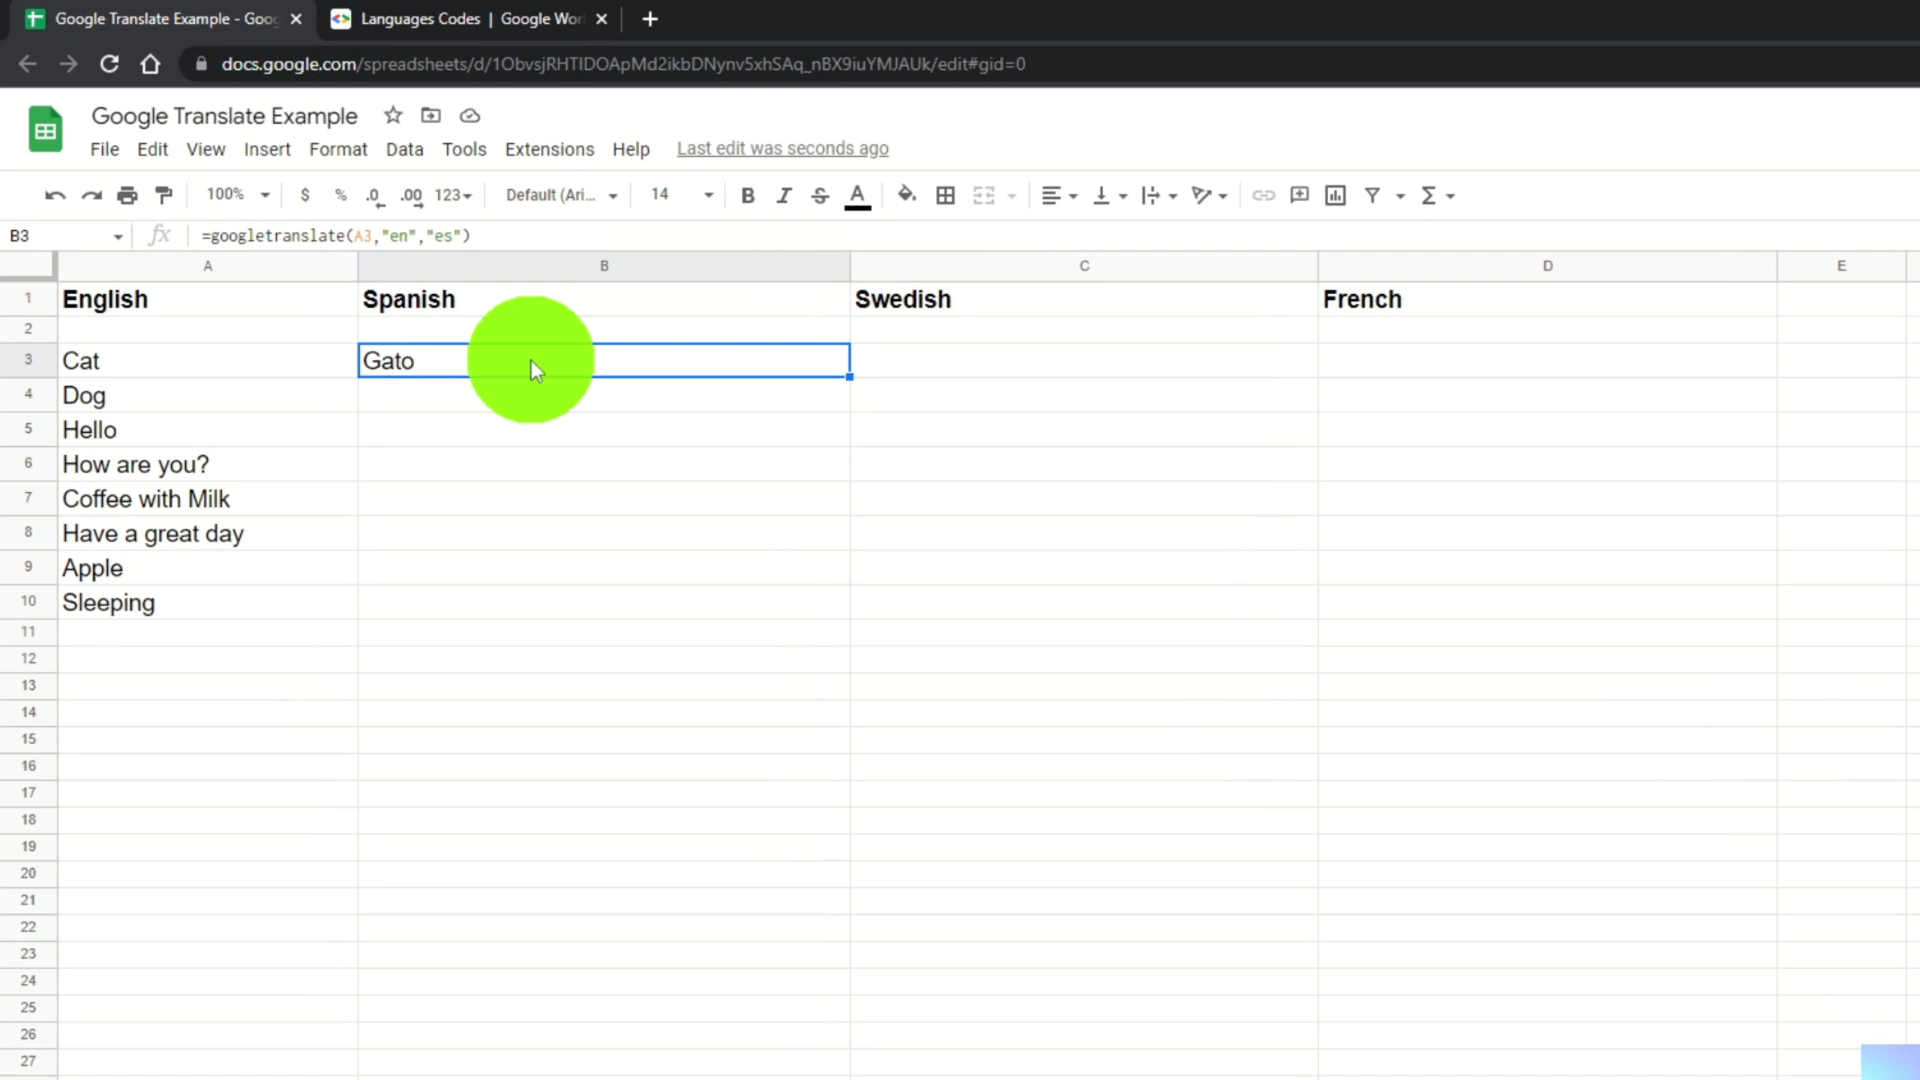 Google Translate Example - Goog
Languages Codes | Google Wor
docs.google.com/spreadsheets/d/1ObvsjRHTIDOApMd2ikbDNynv5xhSAq_nBX9iuYMJAUk/edit#gid=0
Google Translate Example
File Edit View Insert Format Data Tools Extensions Help Last edit was seconds ago
100% $ % .0 .00 123 Default (Ari... 14 B I S A Σ
B3 fx =googletranslate(A3,"en","es")
A B C D E
1 English Spanish Swedish French
2
3 Cat Gato
4 Dog
5 Hello
6 How are you?
7 Coffee with Milk
8 Have a great day
9 Apple
10 Sleeping
11
12
13
14
15
16
17
18
19
20
21
22
23
24
25
26
27